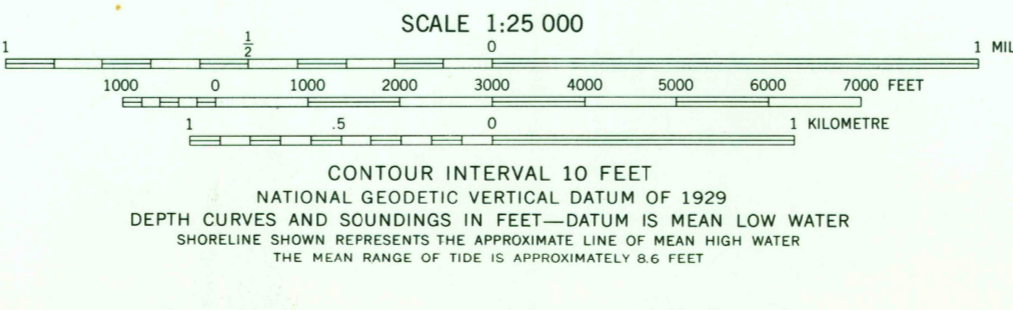 SCALE 1:25 000
1 ½ 0 1 MIL
1000 0 1000 2000 3000 4000 5000 6000 7000 FEET
1 .5 0 1 KILOMETRE
CONTOUR INTERVAL 10 FEET
NATIONAL GEODETIC VERTICAL DATUM OF 1929
DEPTH CURVES AND SOUNDINGS IN FEET—DATUM IS MEAN LOW WATER
SHORELINE SHOWN REPRESENTS THE APPROXIMATE LINE OF MEAN HIGH WATER
THE MEAN RANGE OF TIDE IS APPROXIMATELY 8.6 FEET